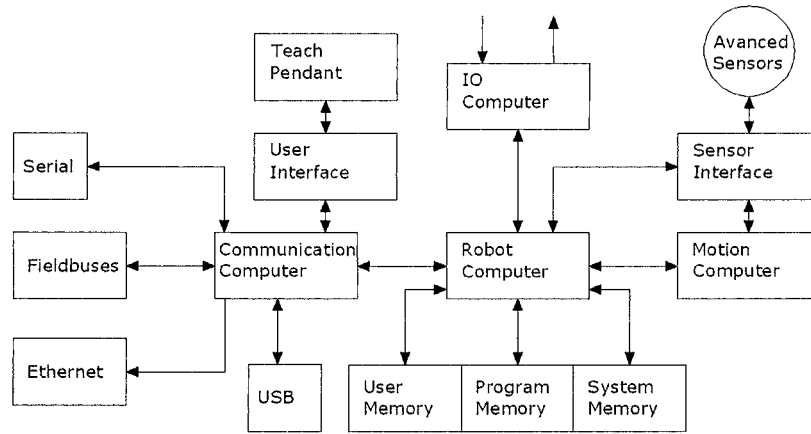 Teach
Pendant
IO
Computer
Avanced
Sensors
Serial
User
Interface
Sensor
Interface
Fieldbuses
Communication
Computer
Robot
Computer
Motion
Computer
Ethernet
USB
User
Memory
Program
Memory
System
Memory